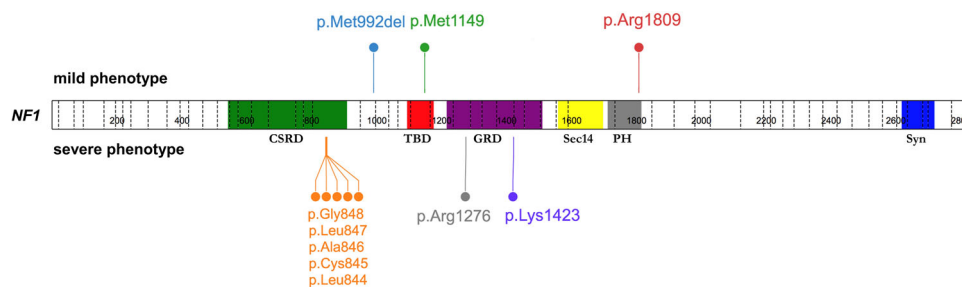 p.Met992del p.Met1149 p.Arg1809
mild phenotype
NF1
200 600 800 1000 1200 1400 1600 1800 2000 2200 2400 2600 28
CSRD TBD GRD Sec14 PH Syn
severe phenotype
p.Gly848 p.Arg1276 p.Lys1423
p.Leu847
p.Ala846
p.Cys845
p.Leu844